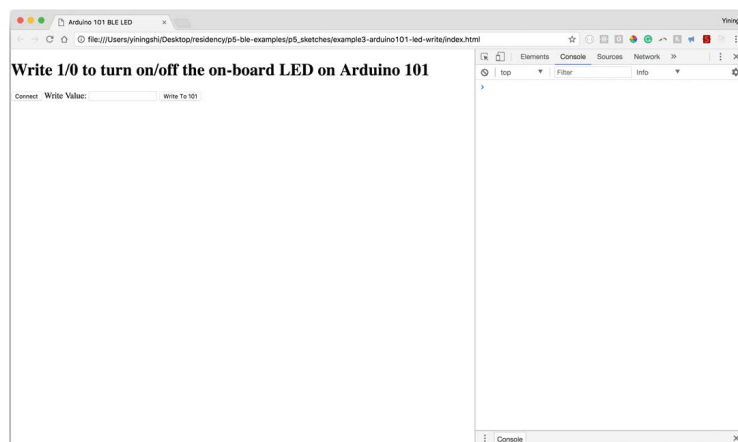 Arduino 101 BLE LED
Yining
file:///Users/yiningshi/Desktop/residency/p5-ble-examples/p5_sketches/example3-arduino101-led-write/index.html
Elements Console Sources Network »
top Filter Info
Write 1/0 to turn on/off the on-board LED on Arduino 101
Connect Write Value: Write To 101
Console